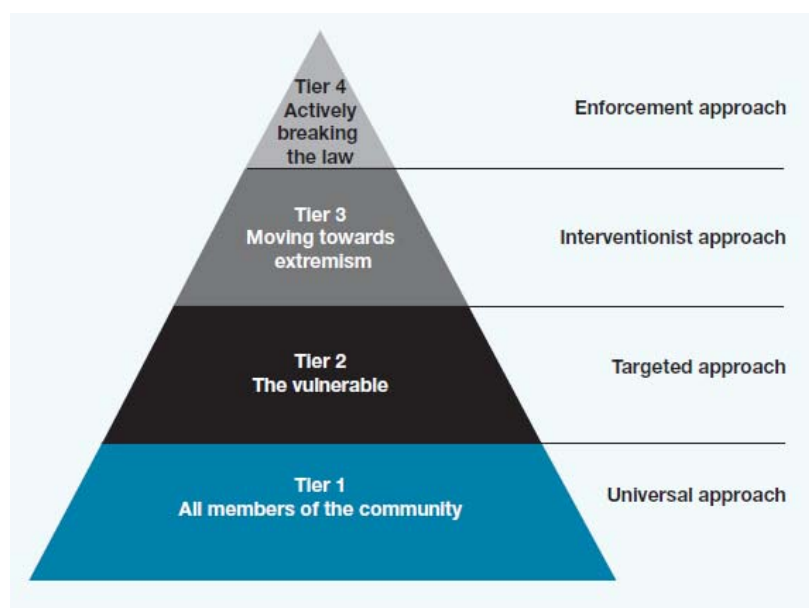 Tier 4
Actively
breaking
the law
Enforcement approach
Tier 3
Moving towards
extremism
Interventionist approach
Tier 2
The vulnerable
Targeted approach
Tier 1
All members of the community
Universal approach